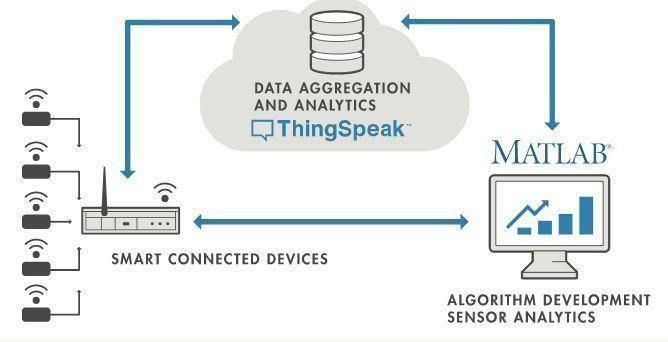 DATA AGGREGATION
AND ANALYTICS
ThingSpeak™
MATLAB®
SMART CONNECTED DEVICES
ALGORITHM DEVELOPMENT
SENSOR ANALYTICS